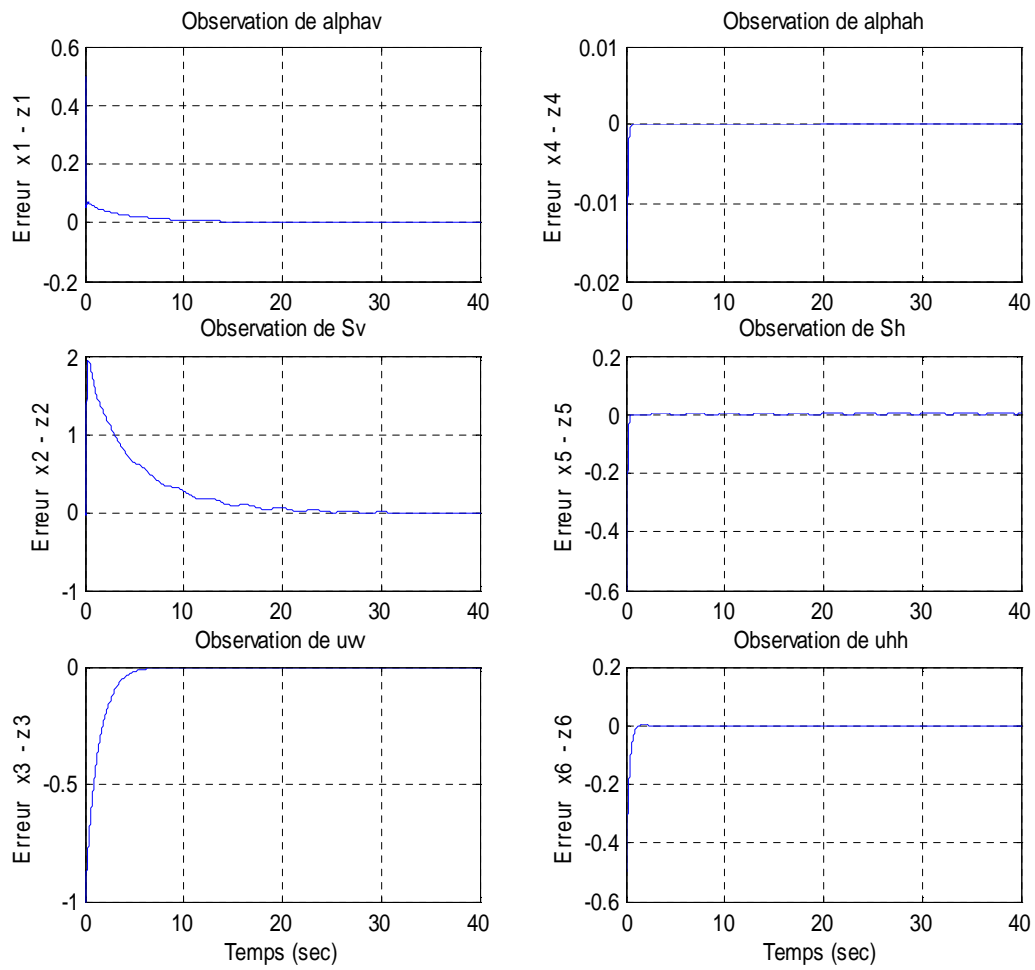 Observation de alphav
Erreur x1 - z1
0.6
0.4
0.2
0
-0.2
0 10 20 30 40
Observation de alphah
Erreur x4 - z4
0.01
0
-0.01
-0.02
0 10 20 30 40
Observation de Sv
Erreur x2 - z2
2
1
0
-1
0 10 20 30 40
Observation de Sh
Erreur x5 - z5
0.2
0
-0.2
-0.4
-0.6
0 10 20 30 40
Observation de uvv
Erreur x3 - z3
0
-0.5
-1
0 10 20 30 40
Temps (sec)
Observation de uhh
Erreur x6 - z6
0.2
0
-0.2
-0.4
-0.6
0 10 20 30 40
Temps (sec)